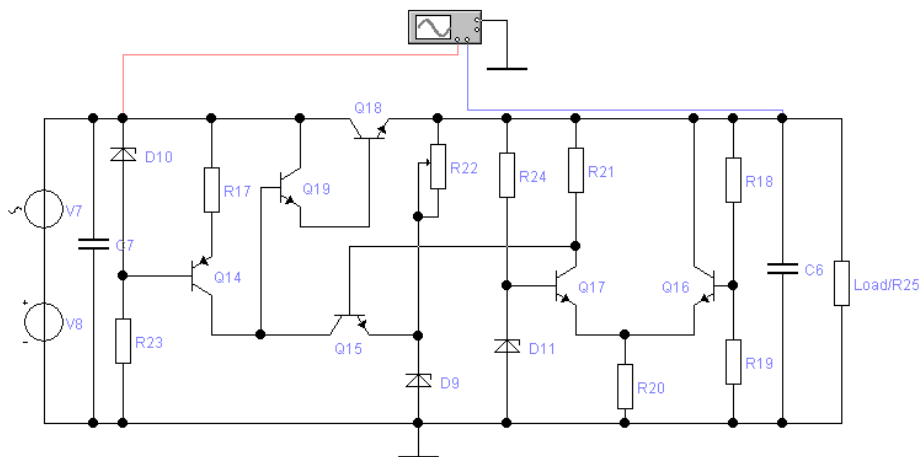 Q18
D10
R22
R24
R21
R18
R17
Q19
V7
C7
Q14
Q17
Q16
C6
Load/R25
+
V8
-
R23
Q15
D11
D9
R20
R19